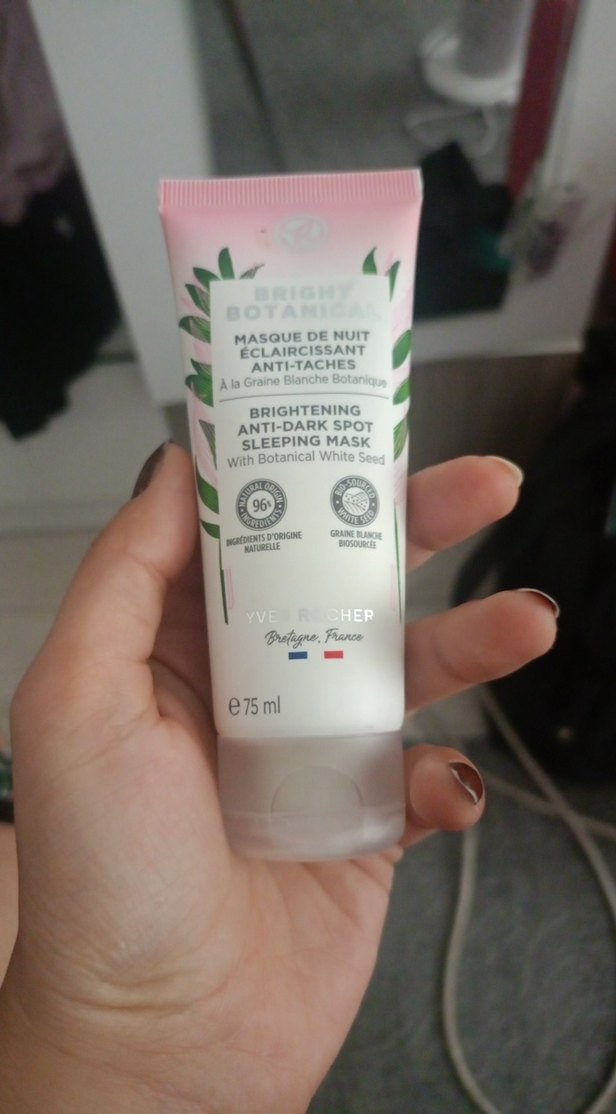 BRIGHT
BOTANICAL
MASQUE DE NUIT
ÉCLAIRCISSANT
ANTI-TACHES
À la Graine Blanche Botanique
BRIGHTENING
ANTI-DARK SPOT
SLEEPING MASK
With Botanical White Seed
NATURAL ORIGIN
96%
INGREDIENTS
INGRÉDIENTS D'ORIGINE
NATURELLE
BIO-SOURCED
WHITE SEED
GRAINE BLANCHE
BIOSOURCÉE
YVES ROCHER
Bretagne, France
e 75 ml